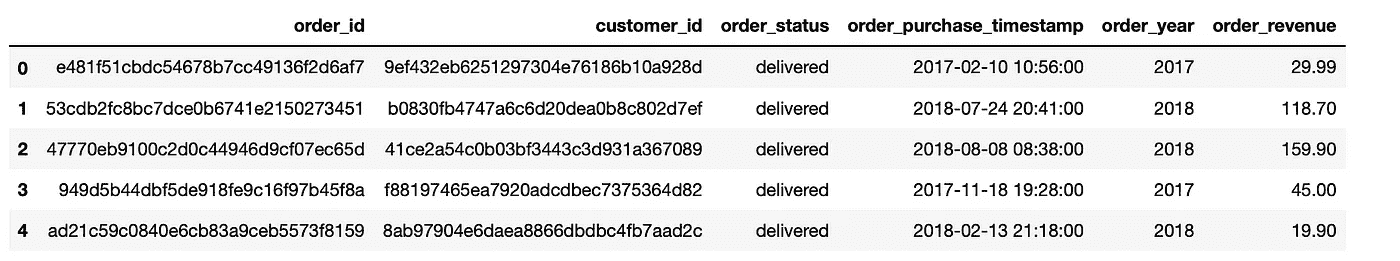 order_id customer_id order_status order_purchase_timestamp order_year order_revenue
0 e481f51cbdc54678b7cc49136f2d6af7 9ef432eb6251297304e76186b10a928d delivered 2017-02-10 10:56:00 2017 29.99
1 53cdb2fc8bc7dce0b6741e2150273451 b0830fb4747a6c6d20dea0b8c802d7ef delivered 2018-07-24 20:41:00 2018 118.70
2 47770eb9100c2d0c44946d9cf07ec65d 41ce2a54c0b03bf3443c3d931a367089 delivered 2018-08-08 08:38:00 2018 159.90
3 949d5b44dbf5de918fe9c16f97b45f8a f88197465ea7920adcdbec7375364d82 delivered 2017-11-18 19:28:00 2017 45.00
4 ad21c59c0840e6cb83a9ceb5573f8159 8ab97904e6daea8866dbdbc4fb7aad2c delivered 2018-02-13 21:18:00 2018 19.90